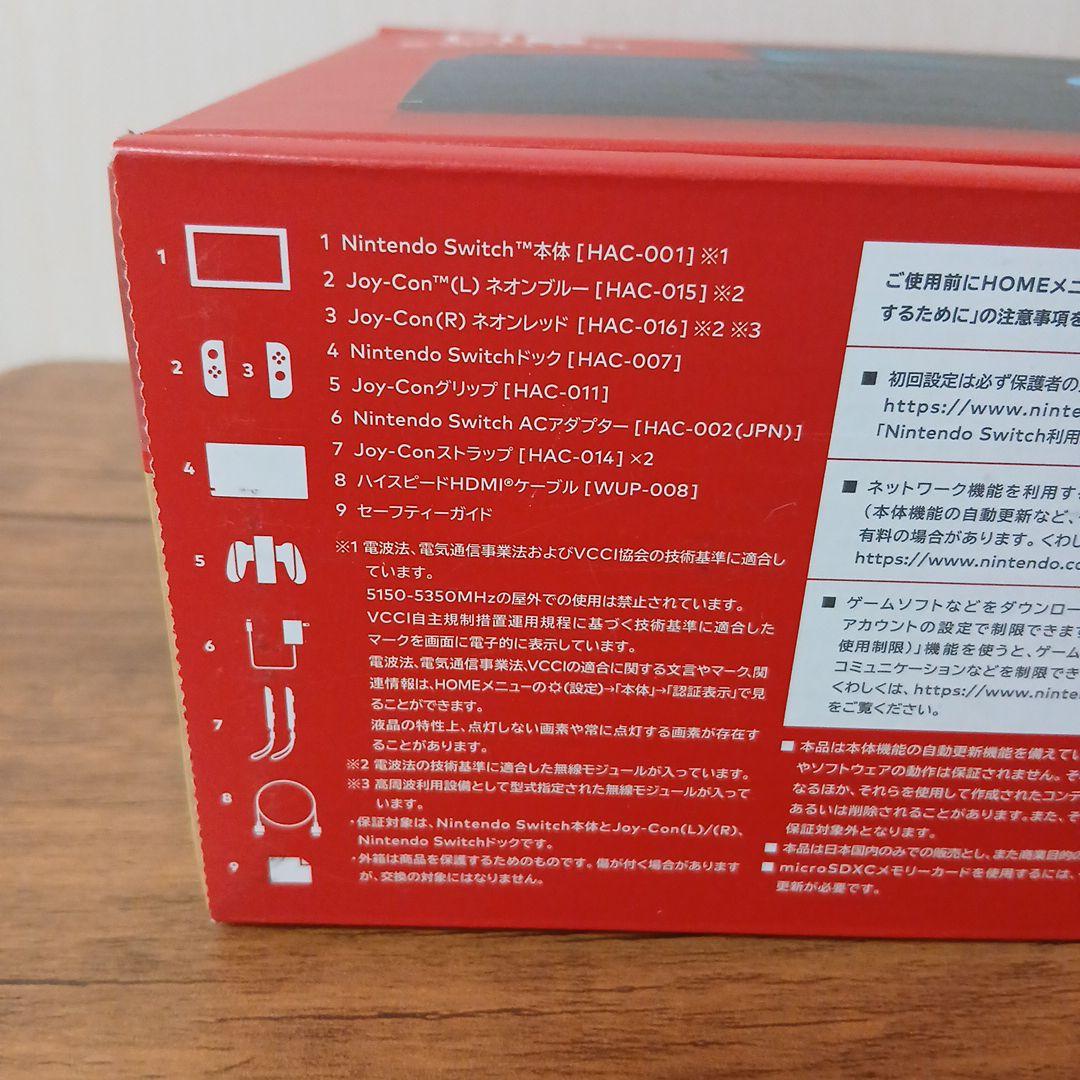 1 Nintendo Switch™本体 [HAC-001] ※1
2 Joy-Con™(L) ネオンブルー [HAC-015] ※2
3 Joy-Con(R) ネオンレッド [HAC-016] ※2 ※3
4 Nintendo Switchドック [HAC-007]
5 Joy-Conグリップ [HAC-011]
6 Nintendo Switch ACアダプター [HAC-002(JPN)]
7 Joy-Conストラップ [HAC-014] ×2
8 ハイスピードHDMI®ケーブル [WUP-008]
9 セーフティーガイド
※1 電波法、電気通信事業法およびVCCI協会の技術基準に適合し
ています。
5150-5350MHzの屋外での使用は禁止されています。
VCCI自主規制措置運用規程に基づく技術基準に適合した
マークを画面に電子的に表示しています。
電波法、電気通信事業法、VCCIの適合に関する文言やマーク、関
連情報は、HOMEメニューの(設定)→「本体」→「認証表示」で見
ることができます。
液晶の特性上、点灯しない画素や常に点灯する画素が存在す
ることがあります。
※2 電波法の技術基準に適合した無線モジュールが入っています。
※3 高周波利用設備として型式指定された無線モジュールが入って
います。
・保証対象は、Nintendo Switch本体とJoy-Con(L)/(R)、
Nintendo Switchドックです。
・外箱は商品を保護するためのものです。傷が付く場合があります
が、交換の対象にはなりません。
1
2
3
4
5
6
7
8
9
ご使用前にHOMEメニ
するために」の注意事項を
■ 初回設定は必ず保護者の
https://www.ninte
「Nintendo Switch利用
■ ネットワーク機能を利用す
(本体機能の自動更新など、
有料の場合があります。くわし
https://www.nintendo.co
■ ゲームソフトなどをダウンロー
アカウントの設定で制限できます
使用制限)」機能を使うと、ゲーム
コミュニケーションなどを制限でき
くわしくは、https://www.ninte
をご覧ください。
■ 本品は本体機能の自動更新機能を備えてい
やソフトウェアの動作は保証されません。そ
なるほか、それらを使用して作成されたコンテ
あるいは削除されることがあります。また、そ
保証対象外となります。
■ 本品は日本国内のみでの販売とし、また商業目的の
■ microSDXCメモリーカードを使用するには、
更新が必要です。